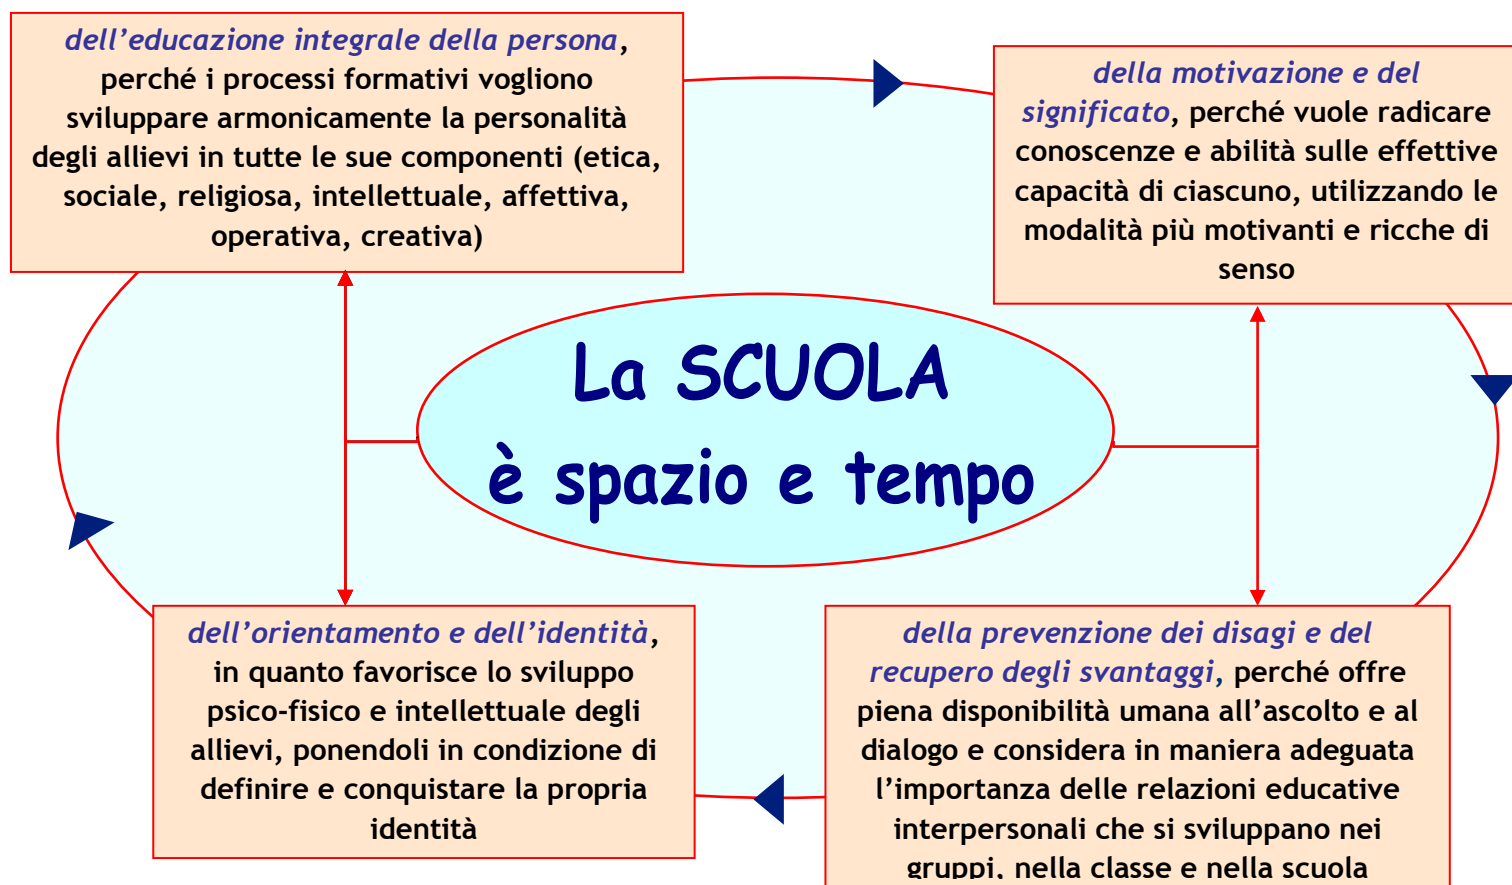 dell’educazione integrale della persona,
perché i processi formativi vogliono
sviluppare armonicamente la personalità
degli allievi in tutte le sue componenti (etica,
sociale, religiosa, intellettuale, affettiva,
operativa, creativa)
della motivazione e del
significato, perché vuole radicare
conoscenze e abilità sulle effettive
capacità di ciascuno, utilizzando le
modalità più motivanti e ricche di
senso
La SCUOLA
è spazio e tempo
dell’orientamento e dell’identità,
in quanto favorisce lo sviluppo
psico-fisico e intellettuale degli
allievi, ponendoli in condizione di
definire e conquistare la propria
identità
della prevenzione dei disagi e del
recupero degli svantaggi, perché offre
piena disponibilità umana all’ascolto e al
dialogo e considera in maniera adeguata
l’importanza delle relazioni educative
interpersonali che si sviluppano nei
gruppi, nella classe e nella scuola